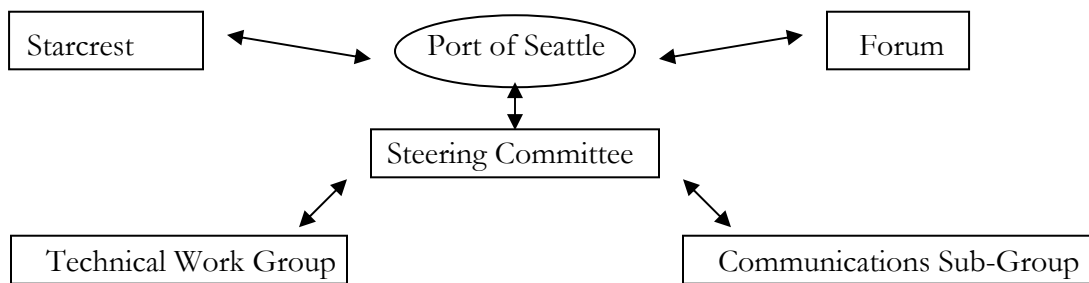 Starcrest
Port of Seattle
Forum
Steering Committee
Technical Work Group
Communications Sub-Group